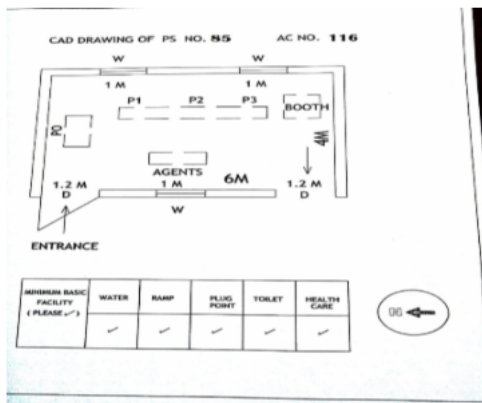 CAD DRAWING OF PS NO. 85 AC NO. 116
W W
1 M 1 M
P1 P2 P3 BOOTH
PO
4M
AGENTS
1.2 M 1 M 6M 1.2 M
D D
W
ENTRANCE
MINIMUM BASIC FACILITY ( PLEASE ✓ ) WATER RAMP PLUG POINT TOILET HEALTH CARE
✓ ✓ ✓ ✓ ✓